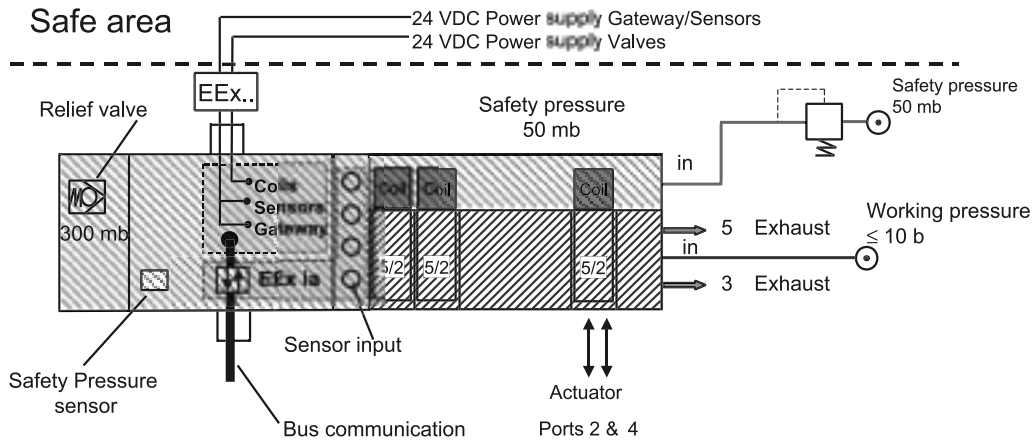 Safe area
24 VDC Power supply Gateway/Sensors
24 VDC Power supply Valves
EEx..
Relief valve
Safety pressure
50 mb
Safety pressure
50 mb
in
Coils
Sensors
Gateway
Coil
Coil
Coil
300 mb
5 Exhaust
Working pressure
≤ 10 b
in
5/2
5/2
5/2
EEx ia
3 Exhaust
Sensor input
Safety Pressure
sensor
Actuator
Bus communication
Ports 2 & 4